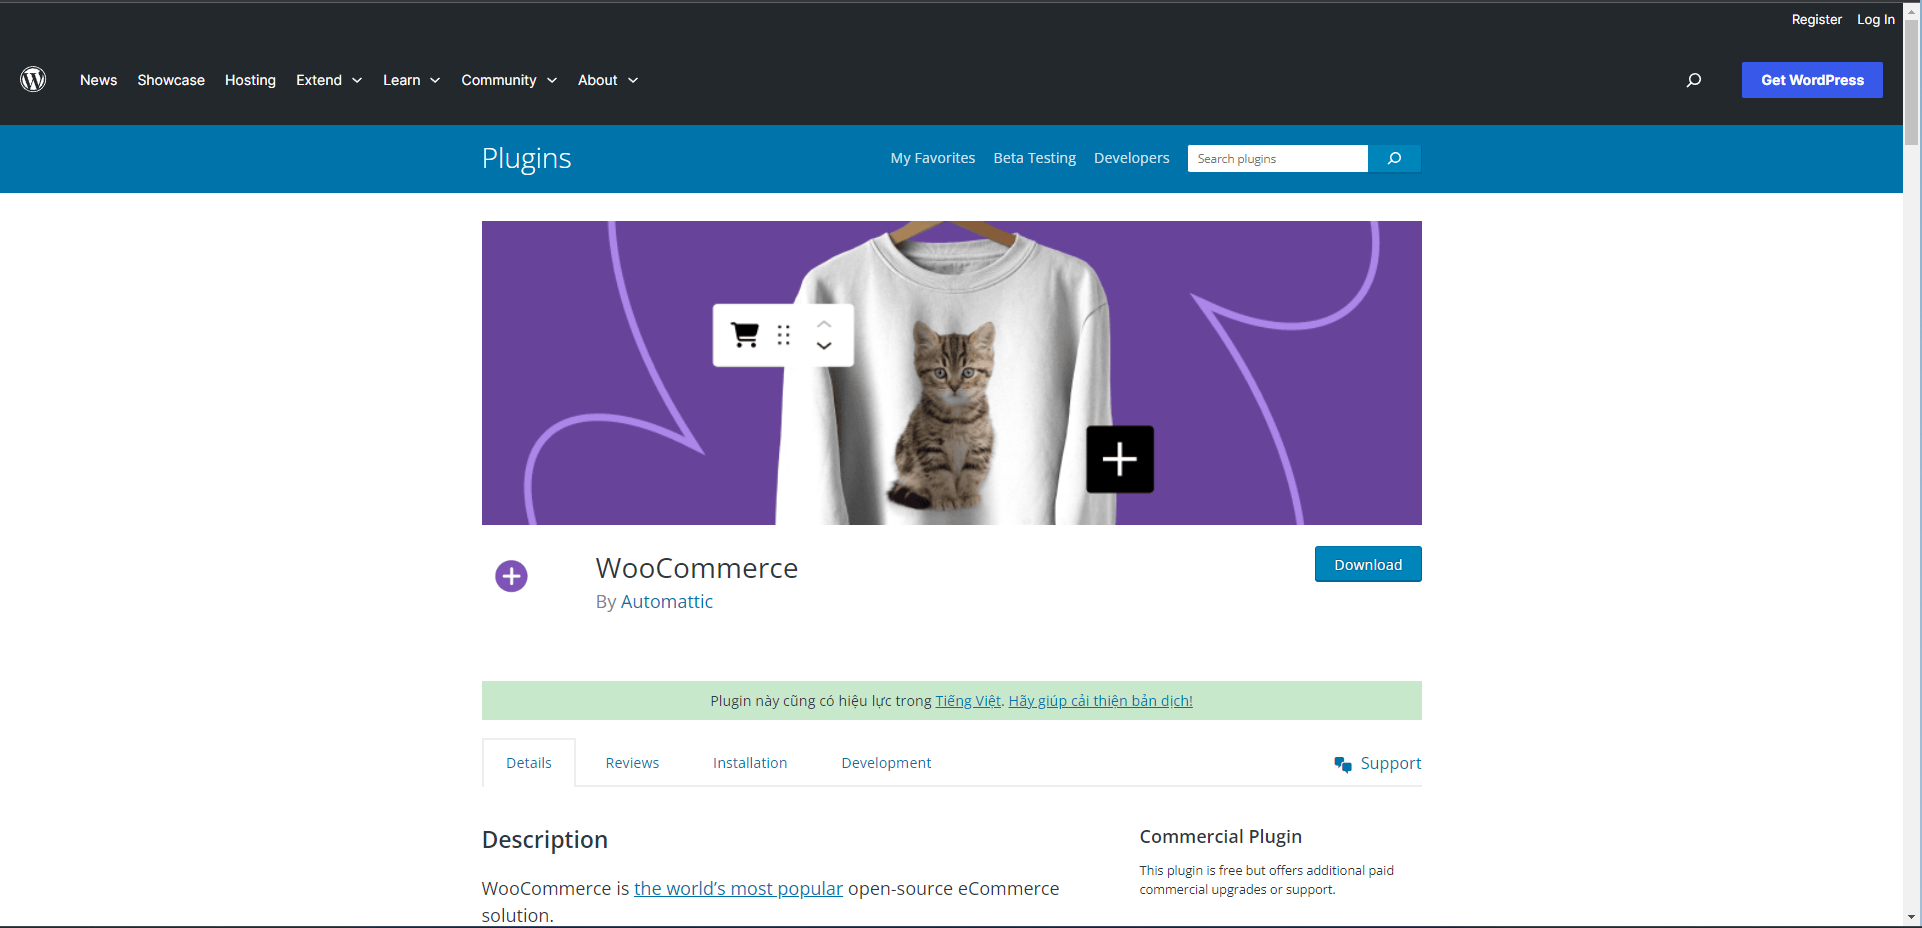 Register Log In
News Showcase Hosting Extend Learn Community About Get WordPress
Plugins My Favorites Beta Testing Developers Search plugins
WooCommerce
Download
By Automattic
Plugin này cũng có hiệu lực trong Tiếng Việt. Hãy giúp cải thiện bản dịch!
Details Reviews Installation Development Support
Description
WooCommerce is the world’s most popular open-source eCommerce
solution.
Commercial Plugin
This plugin is free but offers additional paid
commercial upgrades or support.